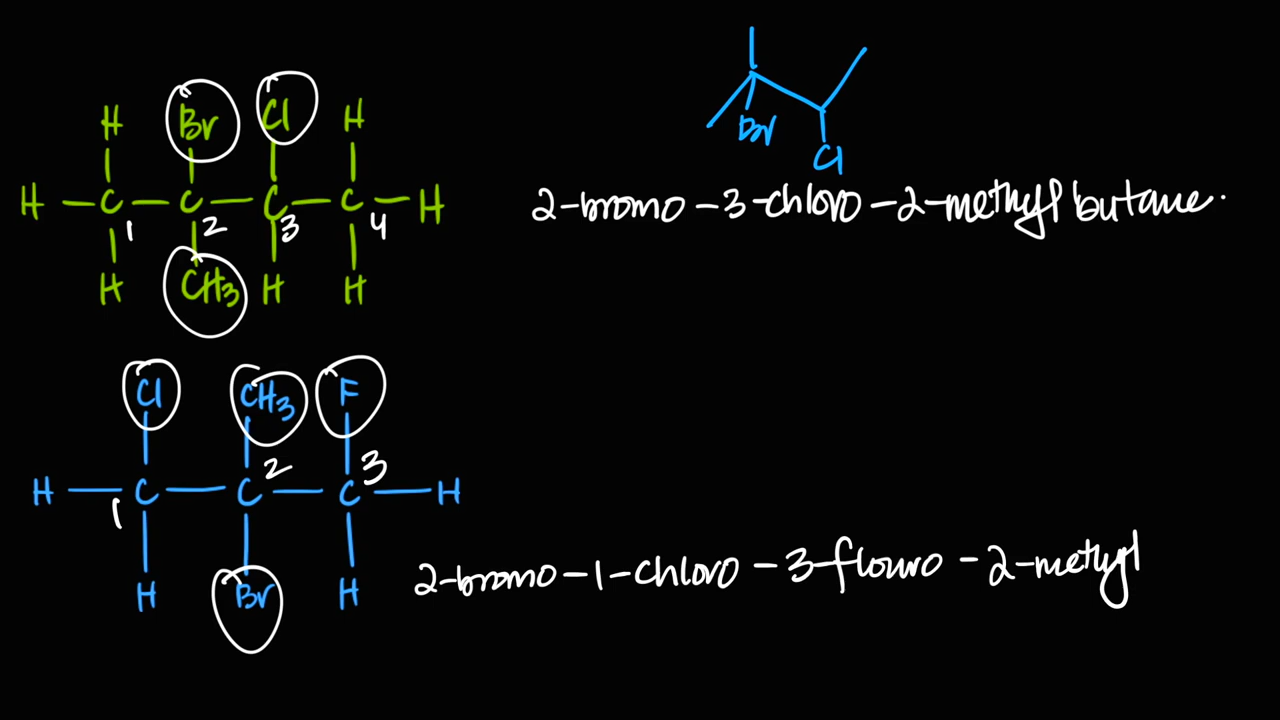 H Br Cl H
H C C C C H
1 2 3 4
H CH3 H H
Br
Cl
2-bromo-3-chloro-2-methyl butane.
Cl CH3 F
2 3
H C C C H
1
H Br H
2-bromo-1-chloro-3-flouro-2-metyl